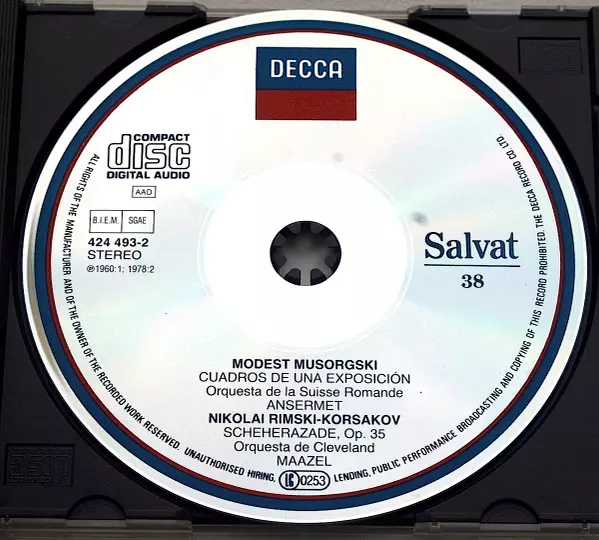 DECCA
COMPACT
disc
DIGITAL AUDIO
AAD
B.I.E.M. SGAE
424 493-2
STEREO
℗1960:1; 1978:2
Salvat
38
MODEST MUSORGSKI
CUADROS DE UNA EXPOSICIÓN
Orquesta de la Suisse Romande
ANSERMET
NIKOLAI RIMSKI-KORSAKOV
SCHEHERAZADE, Op. 35
Orquesta de Cleveland
MAAZEL
LC 0253
ALL RIGHTS OF THE MANUFACTURER AND OF THE OWNER OF THE RECORDED WORK RESERVED. UNAUTHORISED HIRING, LENDING, PUBLIC PERFORMANCE BROADCASTING AND COPYING OF THIS RECORD PROHIBITED. THE DECCA RECORD CO. LTD.